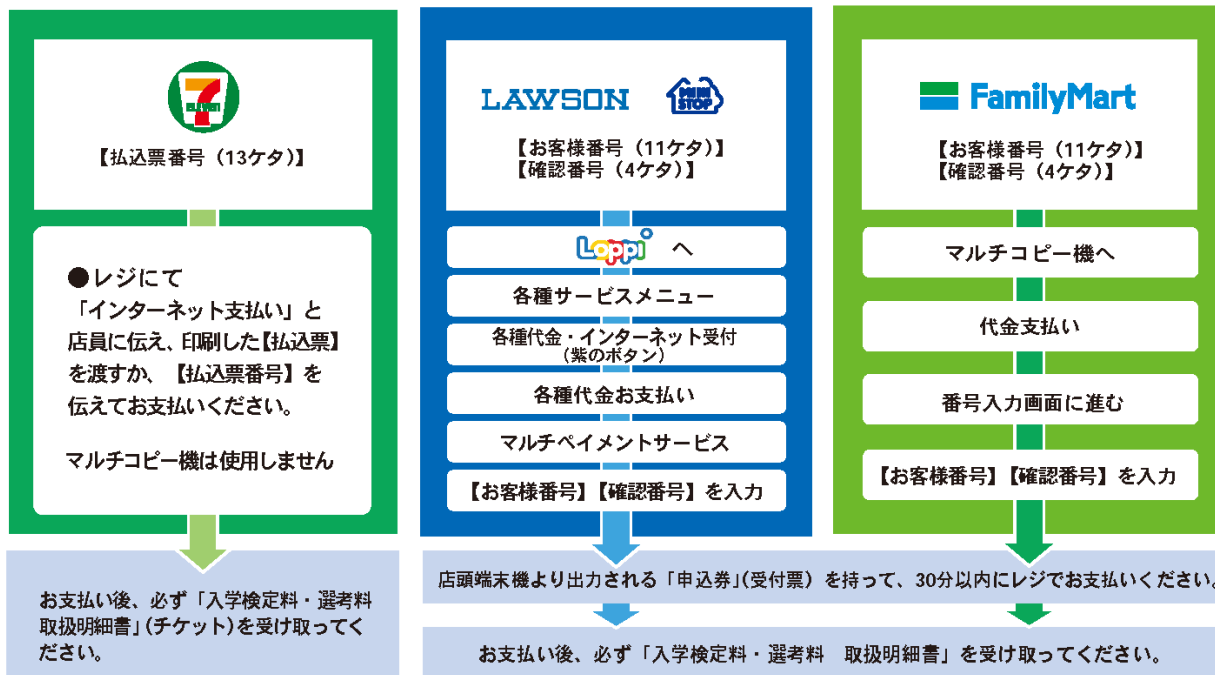 7
ELEVEN
【払込票番号（13ケタ）】
●レジにて
「インターネット支払い」と
店員に伝え、印刷した【払込票】
を渡すか、【払込票番号】を
伝えてお支払いください。
マルチコピー機は使用しません
お支払い後、必ず「入学検定料・選考料
取扱明細書」(チケット)を受け取ってく
ださい。
LAWSON
MINI
STOP
【お客様番号（11ケタ）】
【確認番号（4ケタ）】
Loppi へ
各種サービスメニュー
各種代金・インターネット受付
（紫のボタン）
各種代金お支払い
マルチペイメントサービス
【お客様番号】【確認番号】を入力
FamilyMart
【お客様番号（11ケタ）】
【確認番号（4ケタ）】
マルチコピー機へ
代金支払い
番号入力画面に進む
【お客様番号】【確認番号】を入力
店頭端末機より出力される「申込券」(受付票）を持って、30分以内にレジでお支払いください。
お支払い後、必ず「入学検定料・選考料　取扱明細書」を受け取ってください。